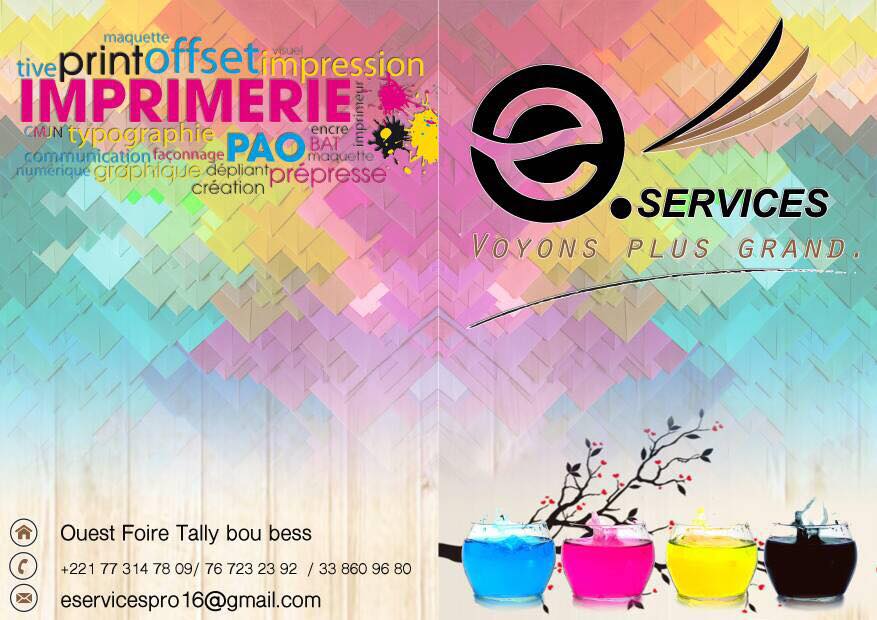 maquette
visuel
tive print offset impression
IMPRIMERIE
imprimeur
CMJN typographie encre
PAO BAT
communication façonnage maquette
numérique graphique dépliant prépresse
création
e
.SERVICES
VOYONS PLUS GRAND.
Ouest Foire Tally bou bess
+221 77 314 78 09/ 76 723 23 92 / 33 860 96 80
eservicespro16@gmail.com